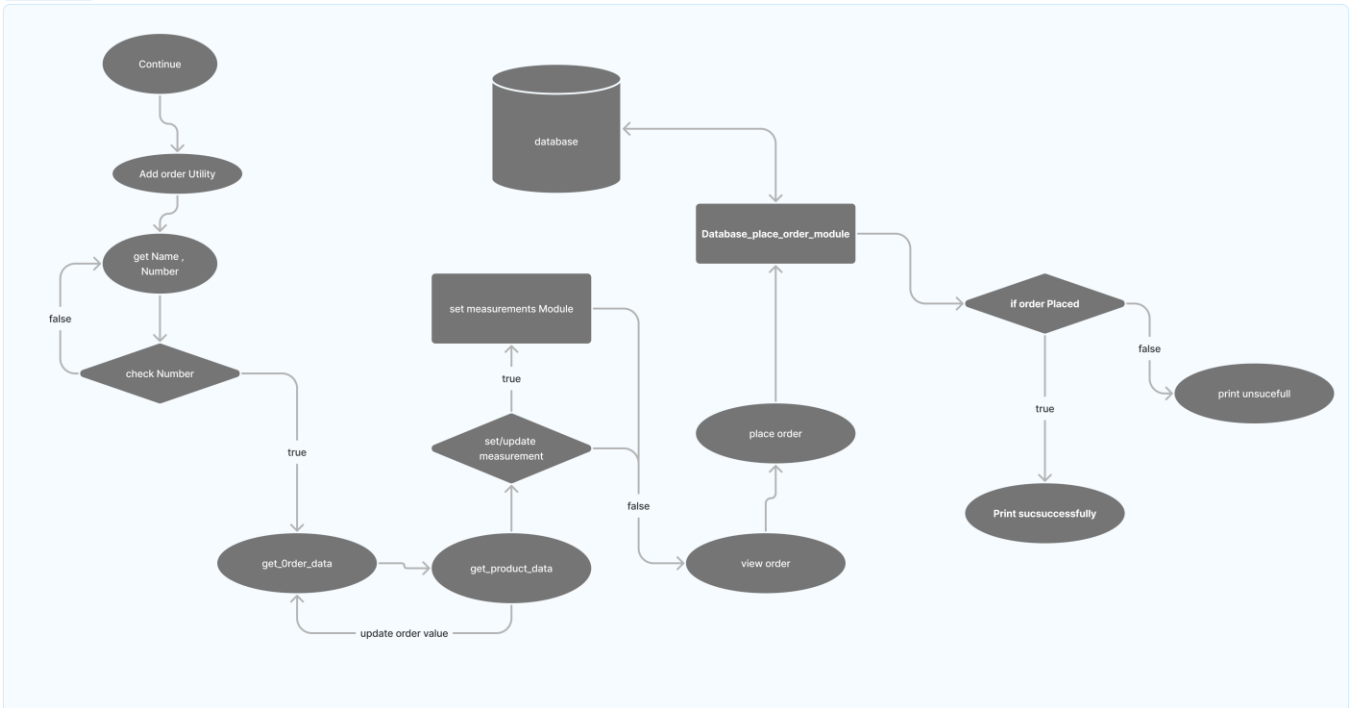 Continue
Add order Utility
get Name ,
Number
false
check Number
true
get_0rder_data
update order value
get_product_data
set/update
measurement
true
set measurements Module
false
view order
place order
Database_place_order_module
database
if order Placed
false
print unsucefull
true
Print sucsuccessfully